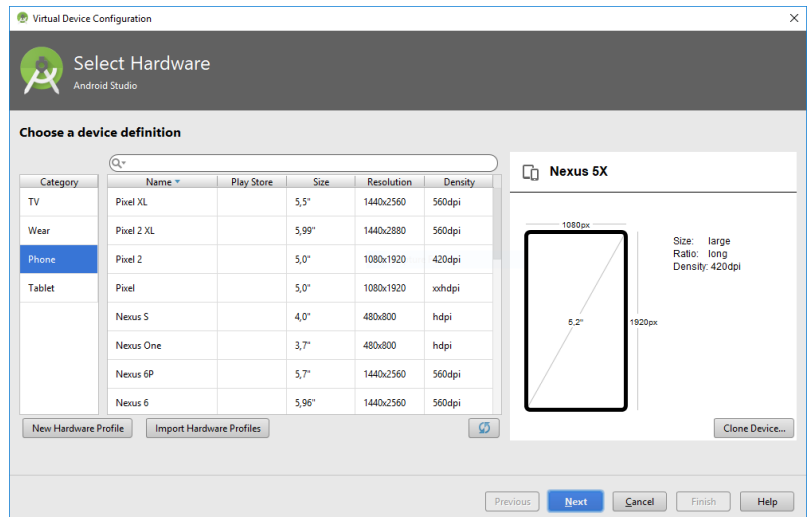 Virtual Device Configuration
Select Hardware
Android Studio
Choose a device definition
Category
TV
Wear
Phone
Tablet
Name Play Store Size Resolution Density
Pixel XL 5,5" 1440x2560 560dpi
Pixel 2 XL 5,99" 1440x2880 560dpi
Pixel 2 5,0" 1080x1920 420dpi
Pixel 5,0" 1080x1920 xxhdpi
Nexus S 4,0" 480x800 hdpi
Nexus One 3,7" 480x800 hdpi
Nexus 6P 5,7" 1440x2560 560dpi
Nexus 6 5,96" 1440x2560 560dpi
New Hardware Profile Import Hardware Profiles
Nexus 5X
1080px
5,2" 1920px
Size: large
Ratio: long
Density: 420dpi
Clone Device...
Previous Next Cancel Finish Help